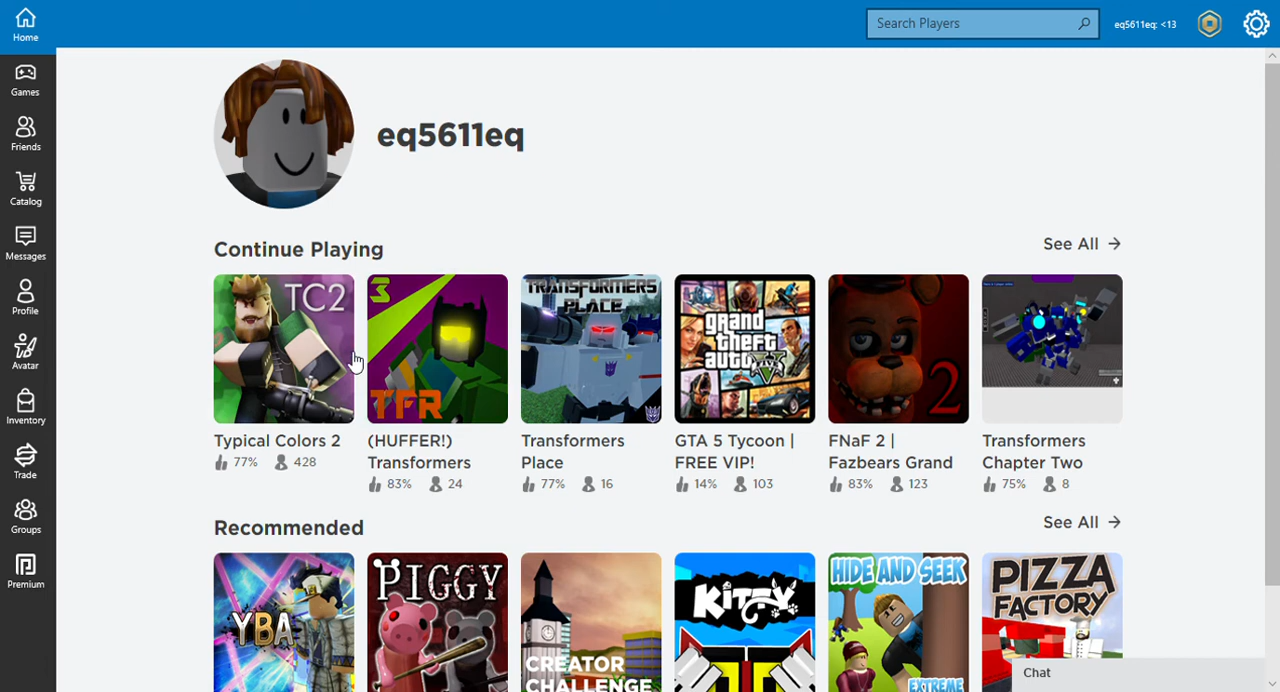 Home
Search Players
eq5611eq: <13
Games
Friends
Catalog
Messages
Profile
Avatar
Inventory
Trade
Groups
Premium
eq5611eq
Continue Playing
See All
TC2
3
TFR
TRANSFORMERS
PLACE
grand
theft
auto
V
FIVE
2
Typical Colors 2
77% 428
(HUFFER!)
Transformers
83% 24
Transformers
Place
77% 16
GTA 5 Tycoon |
FREE VIP!
14% 103
FNaF 2 |
Fazbears Grand
83% 123
Transformers
Chapter Two
75% 8
Recommended
See All
YBA
PIGGY
CREATOR
CHALLENGE
KITTY
HIDE AND SEEK
EXTREME
PIZZA
FACTORY
Chat